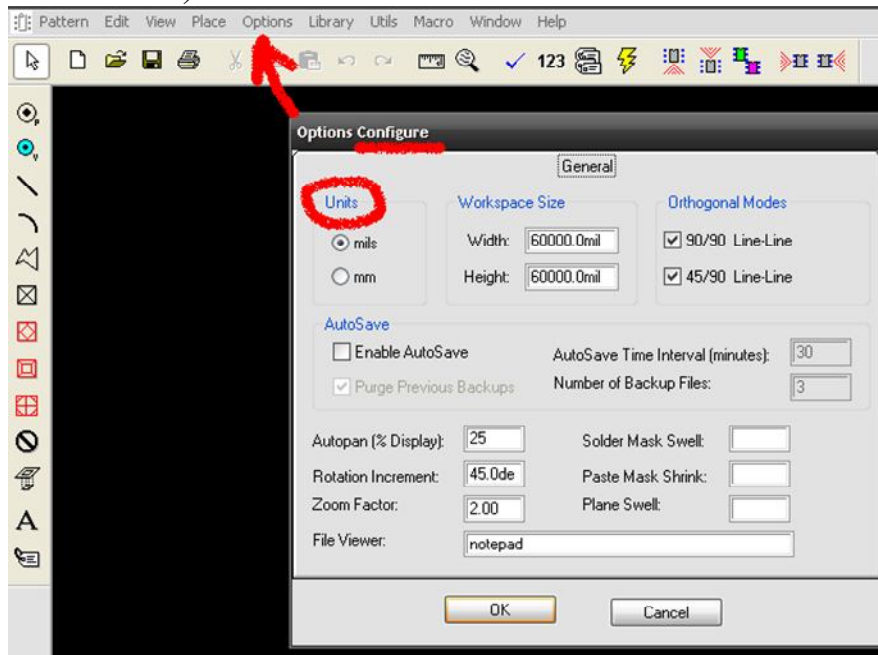 Pattern Edit View Place Options Library Utils Macro Window Help
123
P
V
A
Options Configure
General
Units
mils
mm
Workspace Size
Width: 60000.0mil
Height: 60000.0mil
Orthogonal Modes
90/90 Line-Line
45/90 Line-Line
AutoSave
Enable AutoSave
Purge Previous Backups
AutoSave Time Interval (minutes): 30
Number of Backup Files: 3
Autopan (% Display): 25
Rotation Increment: 45.0de
Zoom Factor: 2.00
File Viewer: notepad
Solder Mask Swell:
Paste Mask Shrink:
Plane Swell:
OK Cancel